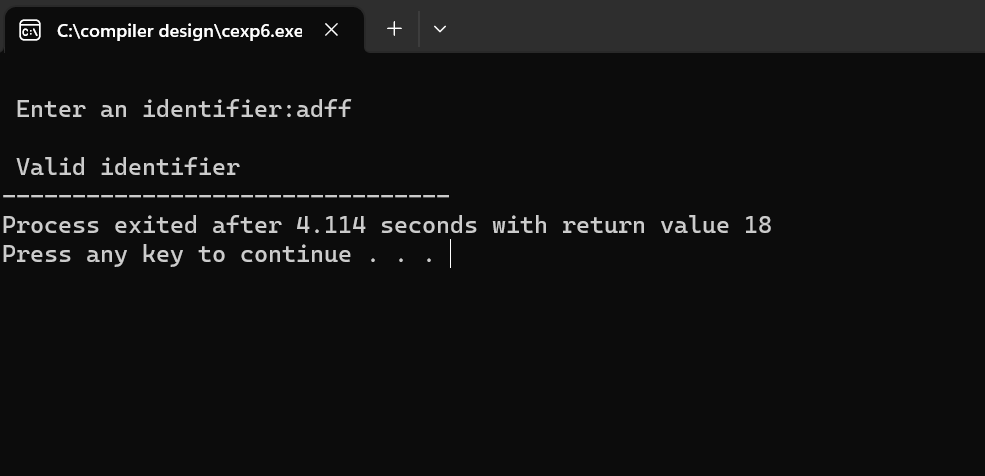 C:\compiler design\cexp6.exe
Enter an identifier:adff
Valid identifier
--------------------------------
Process exited after 4.114 seconds with return value 18
Press any key to continue . . .